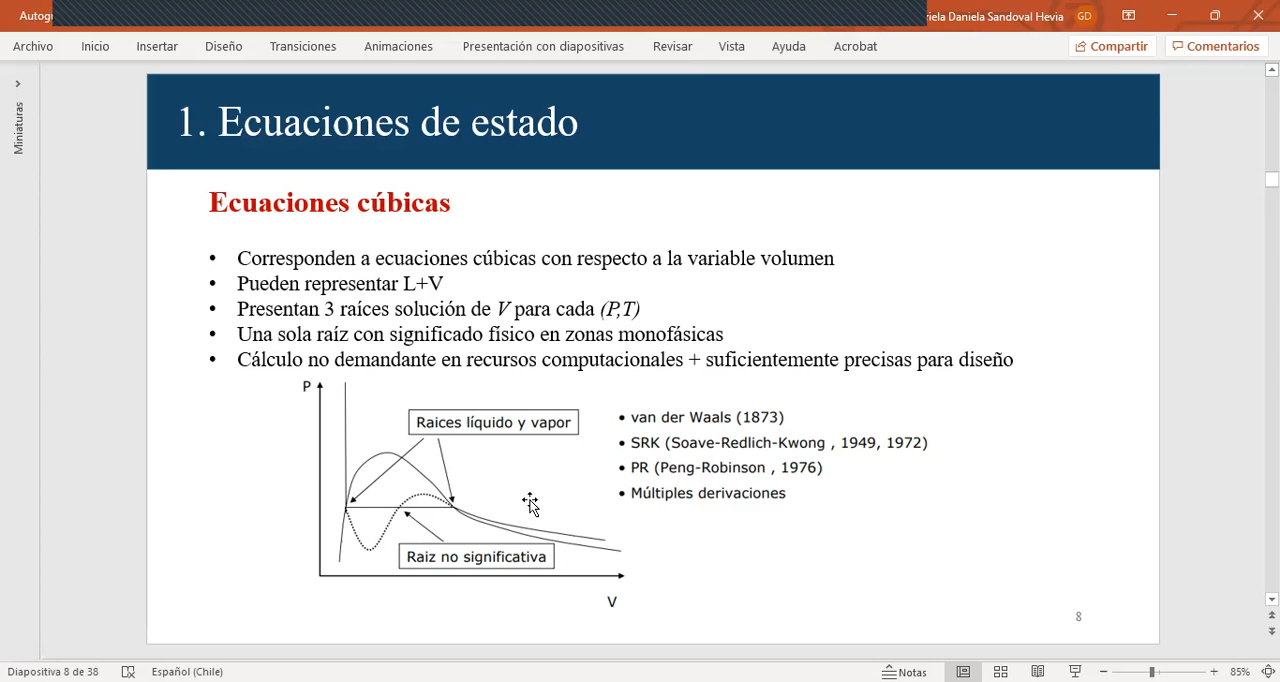 Autog
riela Daniela Sandoval Hevia GD
Archivo Inicio Insertar Diseño Transiciones Animaciones Presentación con diapositivas Revisar Vista Ayuda Acrobat Compartir Comentarios
Miniaturas
1. Ecuaciones de estado
Ecuaciones cúbicas
• Corresponden a ecuaciones cúbicas con respecto a la variable volumen
• Pueden representar L+V
• Presentan 3 raíces solución de V para cada (P,T)
• Una sola raíz con significado físico en zonas monofásicas
• Cálculo no demandante en recursos computacionales + suficientemente precisas para diseño
P
Raices líquido y vapor
Raiz no significativa
V
• van der Waals (1873)
• SRK (Soave-Redlich-Kwong , 1949, 1972)
• PR (Peng-Robinson , 1976)
• Múltiples derivaciones
8
Diapositiva 8 de 38 Español (Chile) Notas 85%